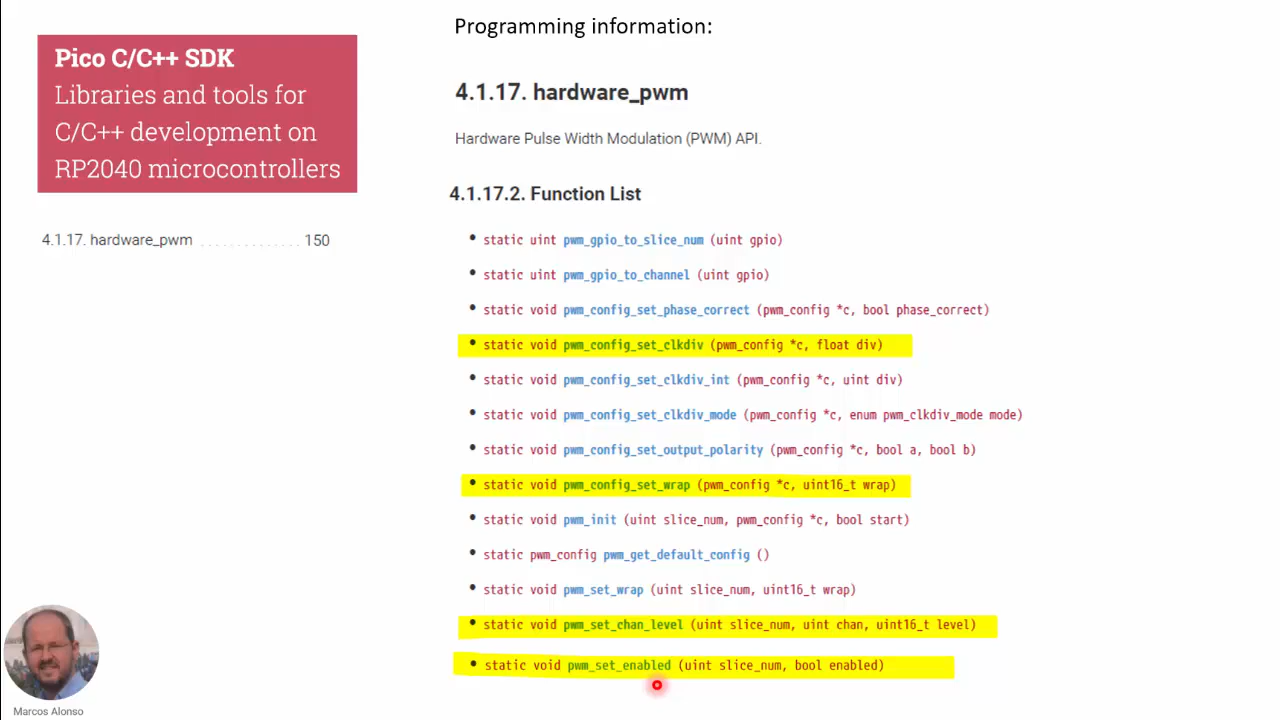 Programming information:
Pico C/C++ SDK
Libraries and tools for
C/C++ development on
RP2040 microcontrollers
4.1.17. hardware_pwm . . . . . . . . . . . . . . 150
4.1.17. hardware_pwm
Hardware Pulse Width Modulation (PWM) API.
4.1.17.2. Function List
• static uint pwm_gpio_to_slice_num (uint gpio)
• static uint pwm_gpio_to_channel (uint gpio)
• static void pwm_config_set_phase_correct (pwm_config *c, bool phase_correct)
• static void pwm_config_set_clkdiv (pwm_config *c, float div)
• static void pwm_config_set_clkdiv_int (pwm_config *c, uint div)
• static void pwm_config_set_clkdiv_mode (pwm_config *c, enum pwm_clkdiv_mode mode)
• static void pwm_config_set_output_polarity (pwm_config *c, bool a, bool b)
• static void pwm_config_set_wrap (pwm_config *c, uint16_t wrap)
• static void pwm_init (uint slice_num, pwm_config *c, bool start)
• static pwm_config pwm_get_default_config ()
• static void pwm_set_wrap (uint slice_num, uint16_t wrap)
• static void pwm_set_chan_level (uint slice_num, uint chan, uint16_t level)
• static void pwm_set_enabled (uint slice_num, bool enabled)
Marcos Alonso